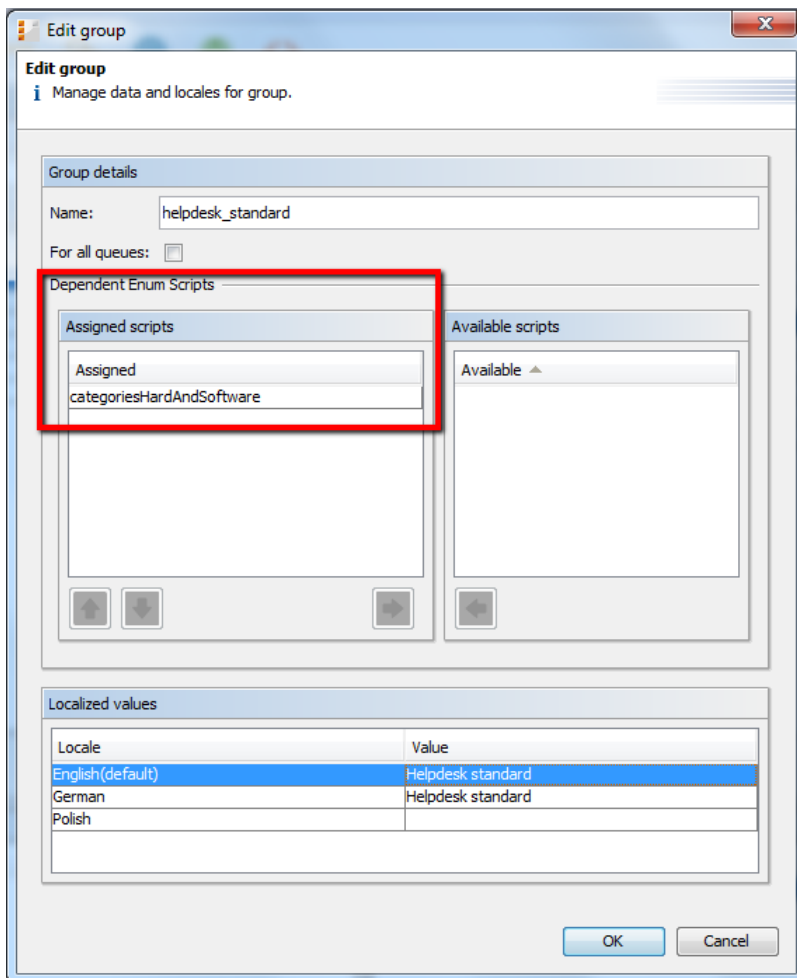 Edit group
Edit group
i Manage data and locales for group.
Group details
Name: helpdesk_standard
For all queues:
Dependent Enum Scripts
Assigned scripts
Available scripts
Assigned
Available
categoriesHardAndSoftware
Localized values
Locale Value
English(default) Helpdesk standard
German Helpdesk standard
Polish
OK Cancel